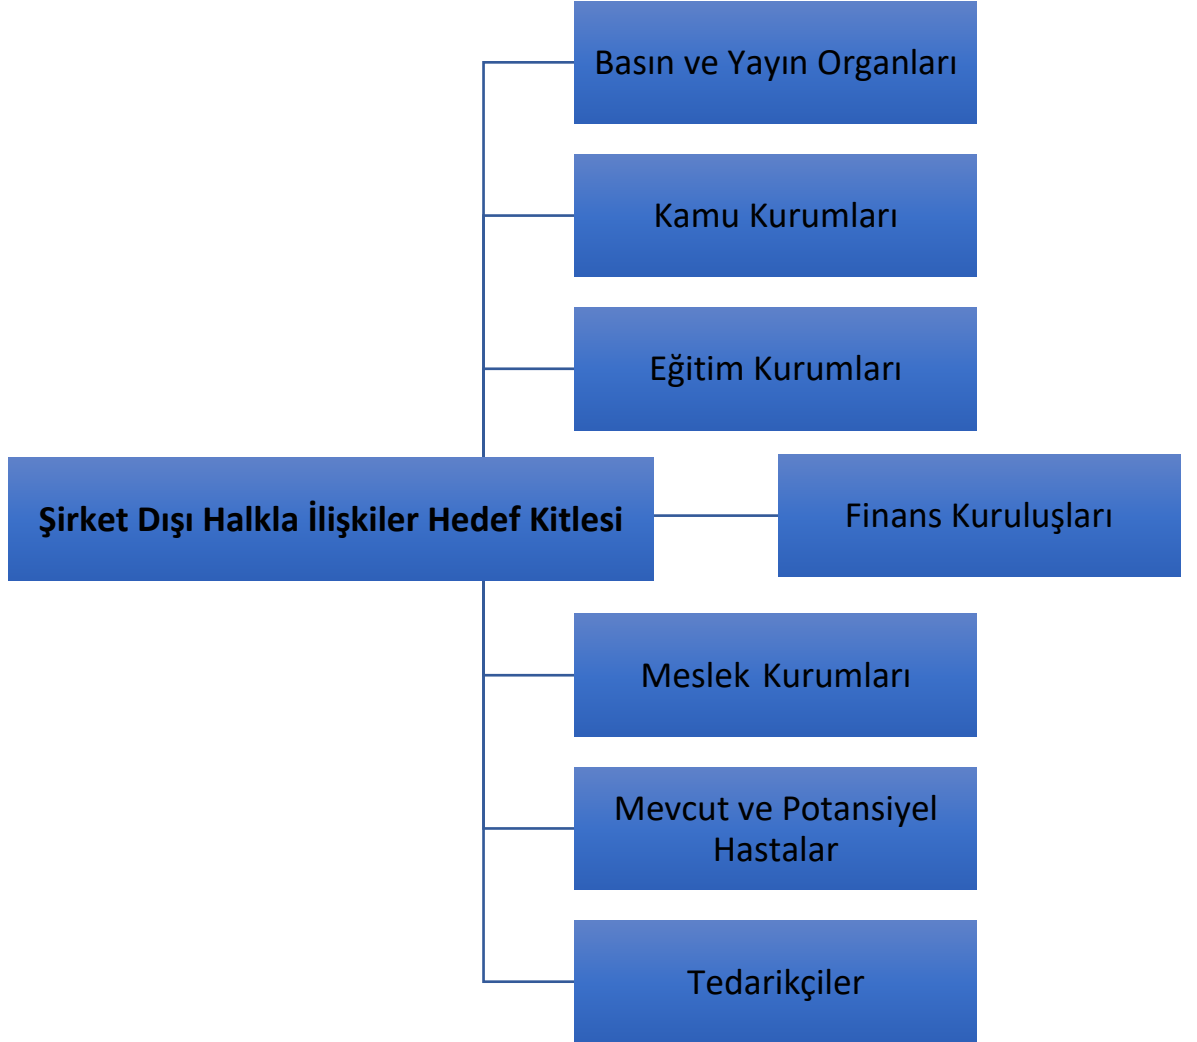 Basın ve Yayın Organları
Kamu Kurumları
Eğitim Kurumları
Şirket Dışı Halkla İlişkiler Hedef Kitlesi
Finans Kuruluşları
Meslek Kurumları
Mevcut ve Potansiyel
Hastalar
Tedarikçiler